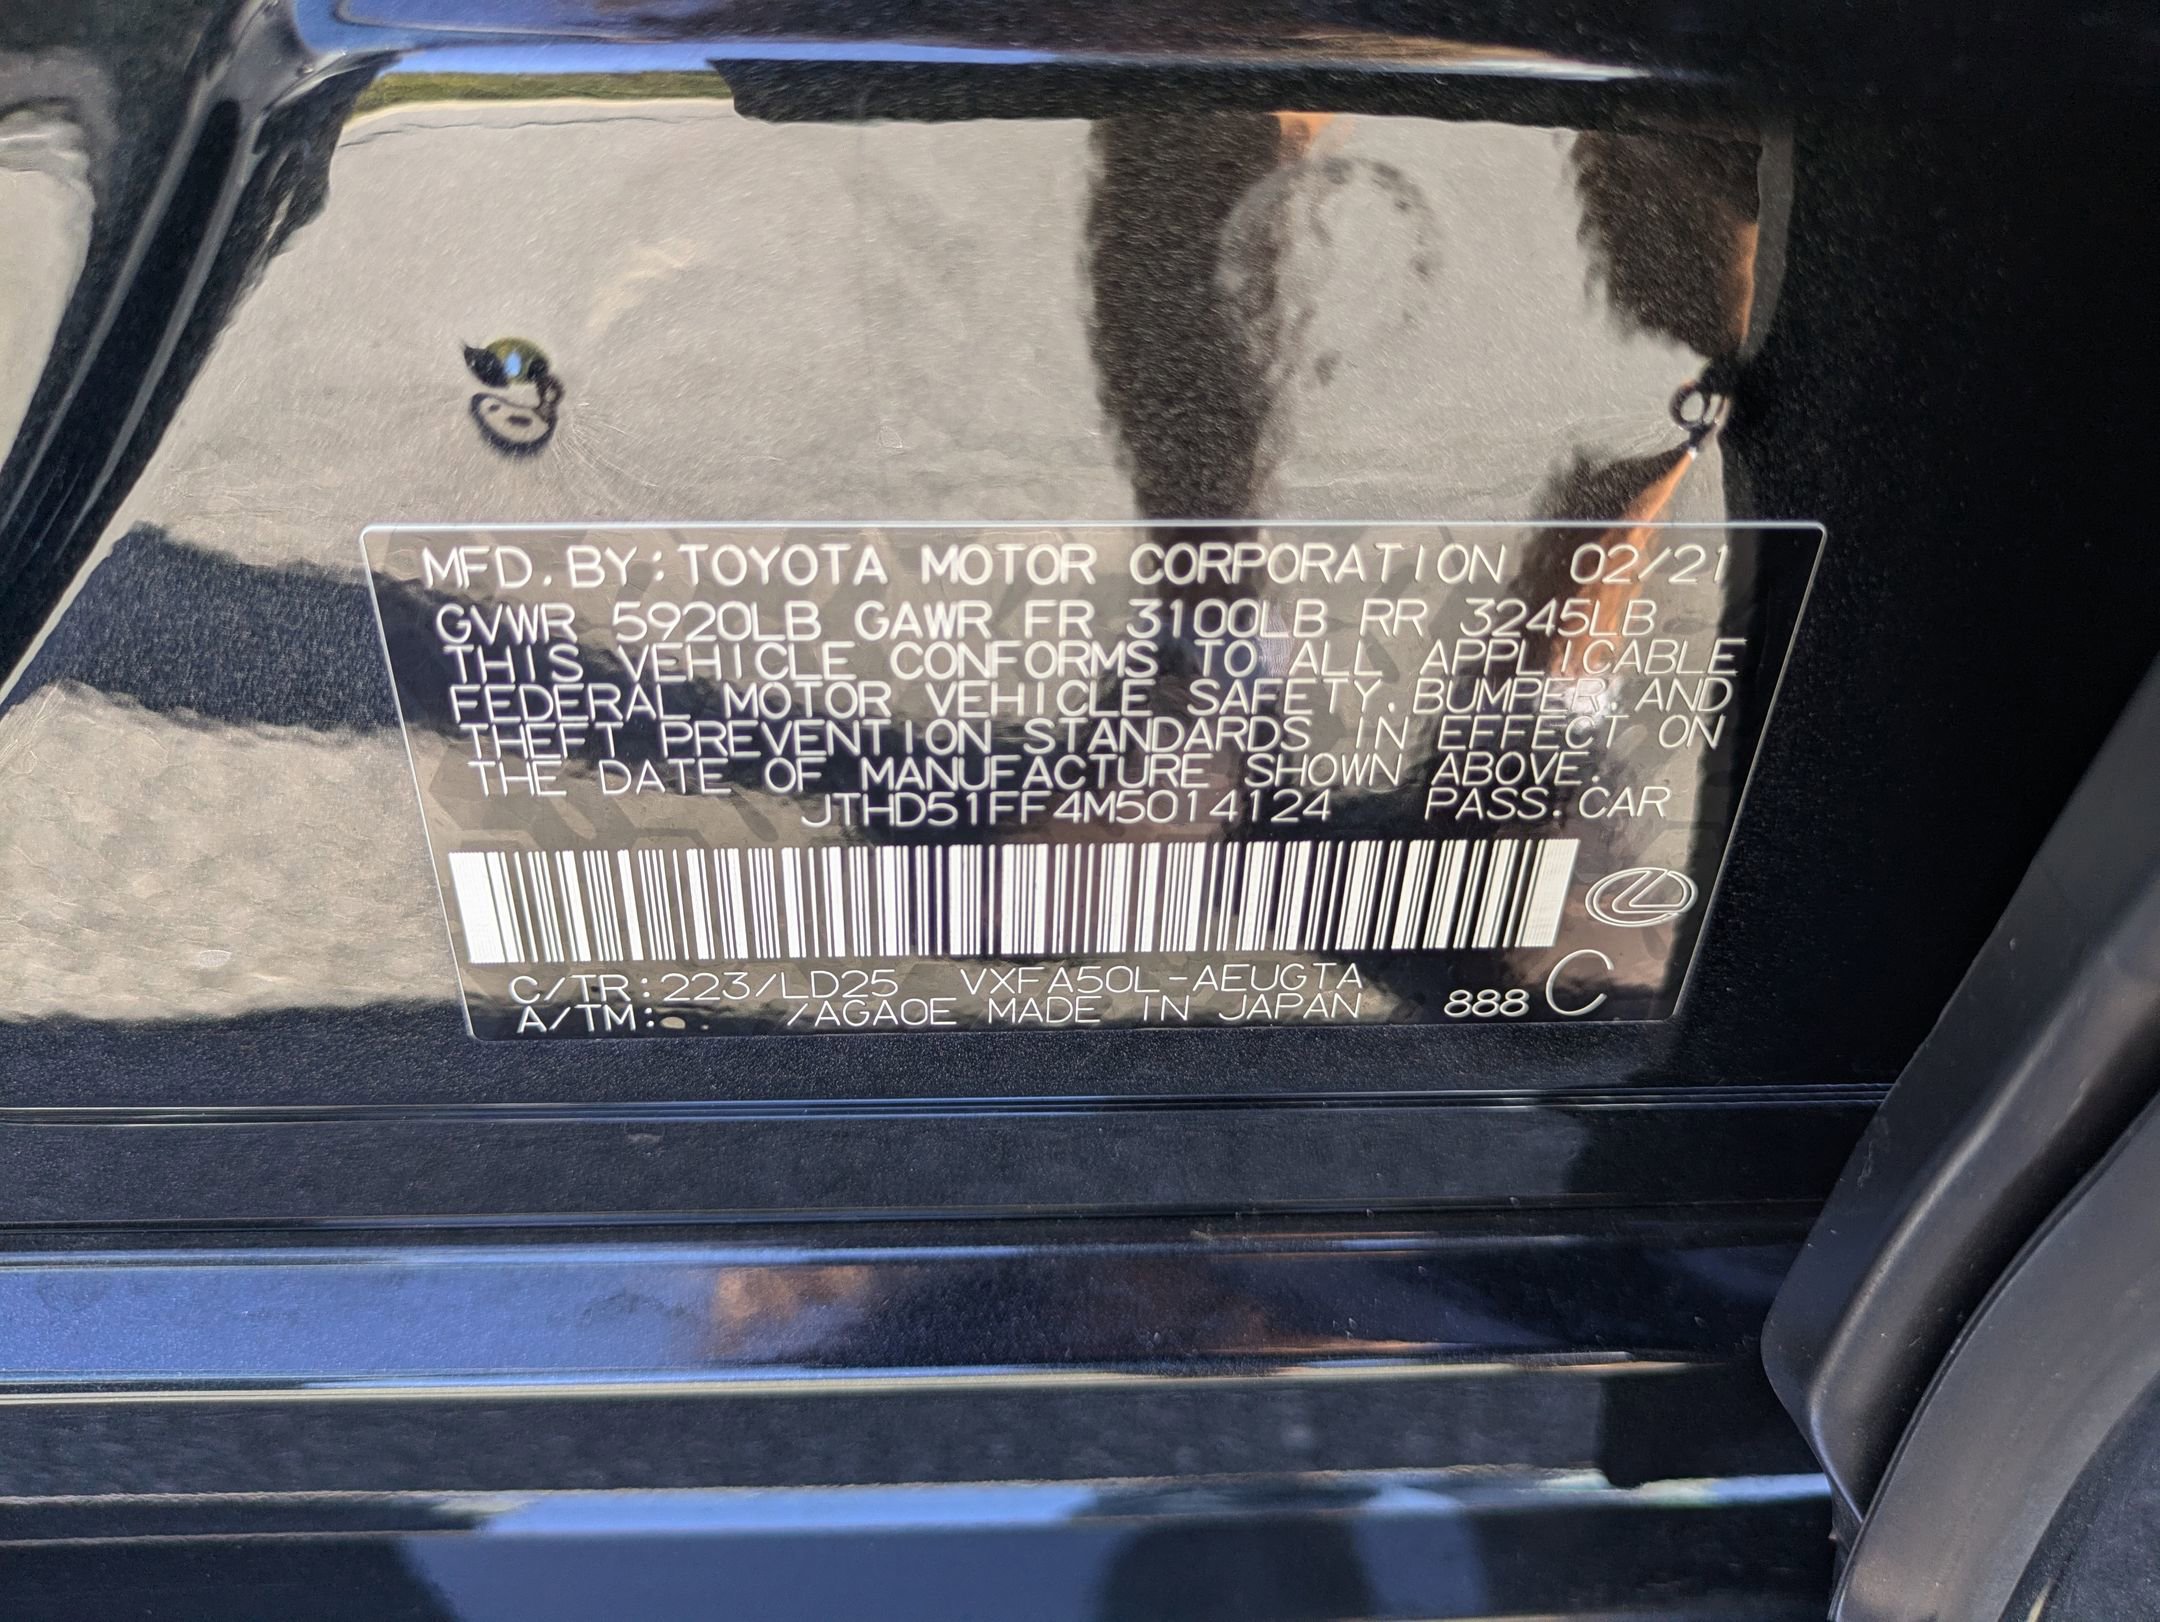 MFD. BY: TOYOTA MOTOR CORPORATION 02/21
GVWR 5920LB GAWR FR 3100LB RR 3245LB
THIS VEHICLE CONFORMS TO ALL APPLICABLE
FEDERAL MOTOR VEHICLE SAFETY, BUMPER, AND
THEFT PREVENTION STANDARDS IN EFFECT ON
THE DATE OF MANUFACTURE SHOWN ABOVE.
JTHD51FF4M5014124 PASS. CAR
C/TR: 223/LD25 VXFA50L-AEUGTA
A/TM: /AGA0E MADE IN JAPAN 888 C